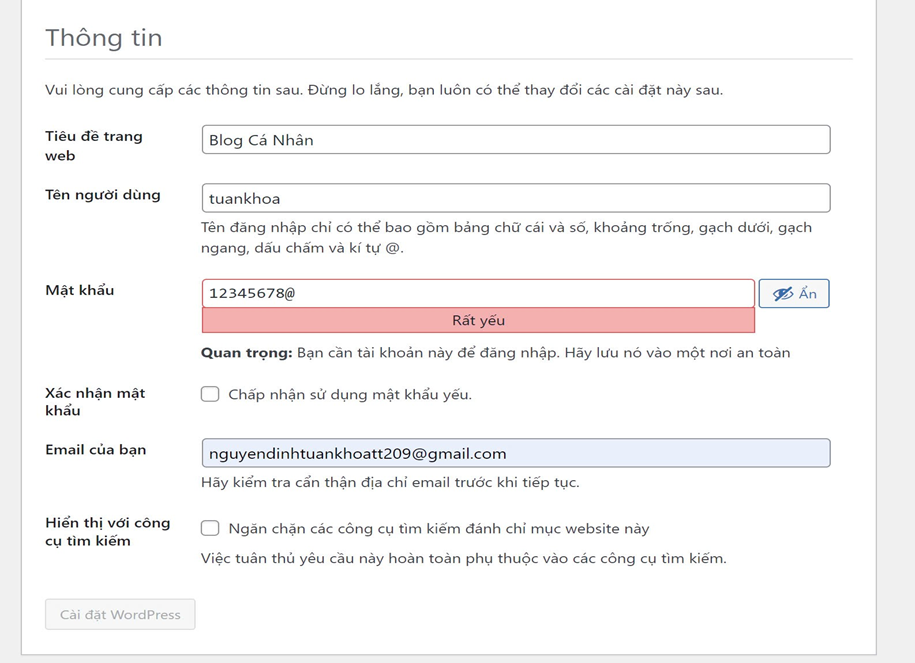 Thông tin
Vui lòng cung cấp các thông tin sau. Đừng lo lắng, bạn luôn có thể thay đổi các cài đặt này sau.
Tiêu đề trang
web
Blog Cá Nhân
Tên người dùng
tuankhoa
Tên đăng nhập chỉ có thể bao gồm bảng chữ cái và số, khoảng trống, gạch dưới, gạch
ngang, dấu chấm và kí tự @.
Mật khẩu
12345678@
Ẩn
Rất yếu
Quan trọng: Bạn cần tài khoản này để đăng nhập. Hãy lưu nó vào một nơi an toàn
Xác nhận mật
khẩu
Chấp nhận sử dụng mật khẩu yếu.
Email của bạn
nguyendinhtuankhoatt209@gmail.com
Hãy kiểm tra cẩn thận địa chỉ email trước khi tiếp tục.
Hiển thị với công
cụ tìm kiếm
Ngăn chặn các công cụ tìm kiếm đánh chỉ mục website này
Việc tuân thủ yêu cầu này hoàn toàn phụ thuộc vào các công cụ tìm kiếm.
Cài đặt WordPress